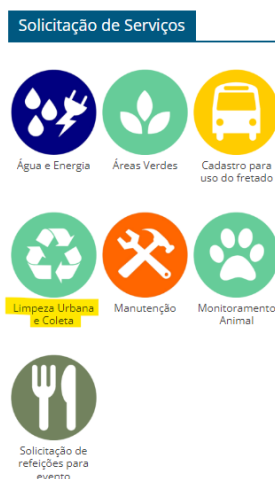 Solicitação de Serviços
Água e Energia
Áreas Verdes
Cadastro para
uso do fretado
Limpeza Urbana
e Coleta
Manutenção
Monitoramento
Animal
Solicitação de
refeições para
evento